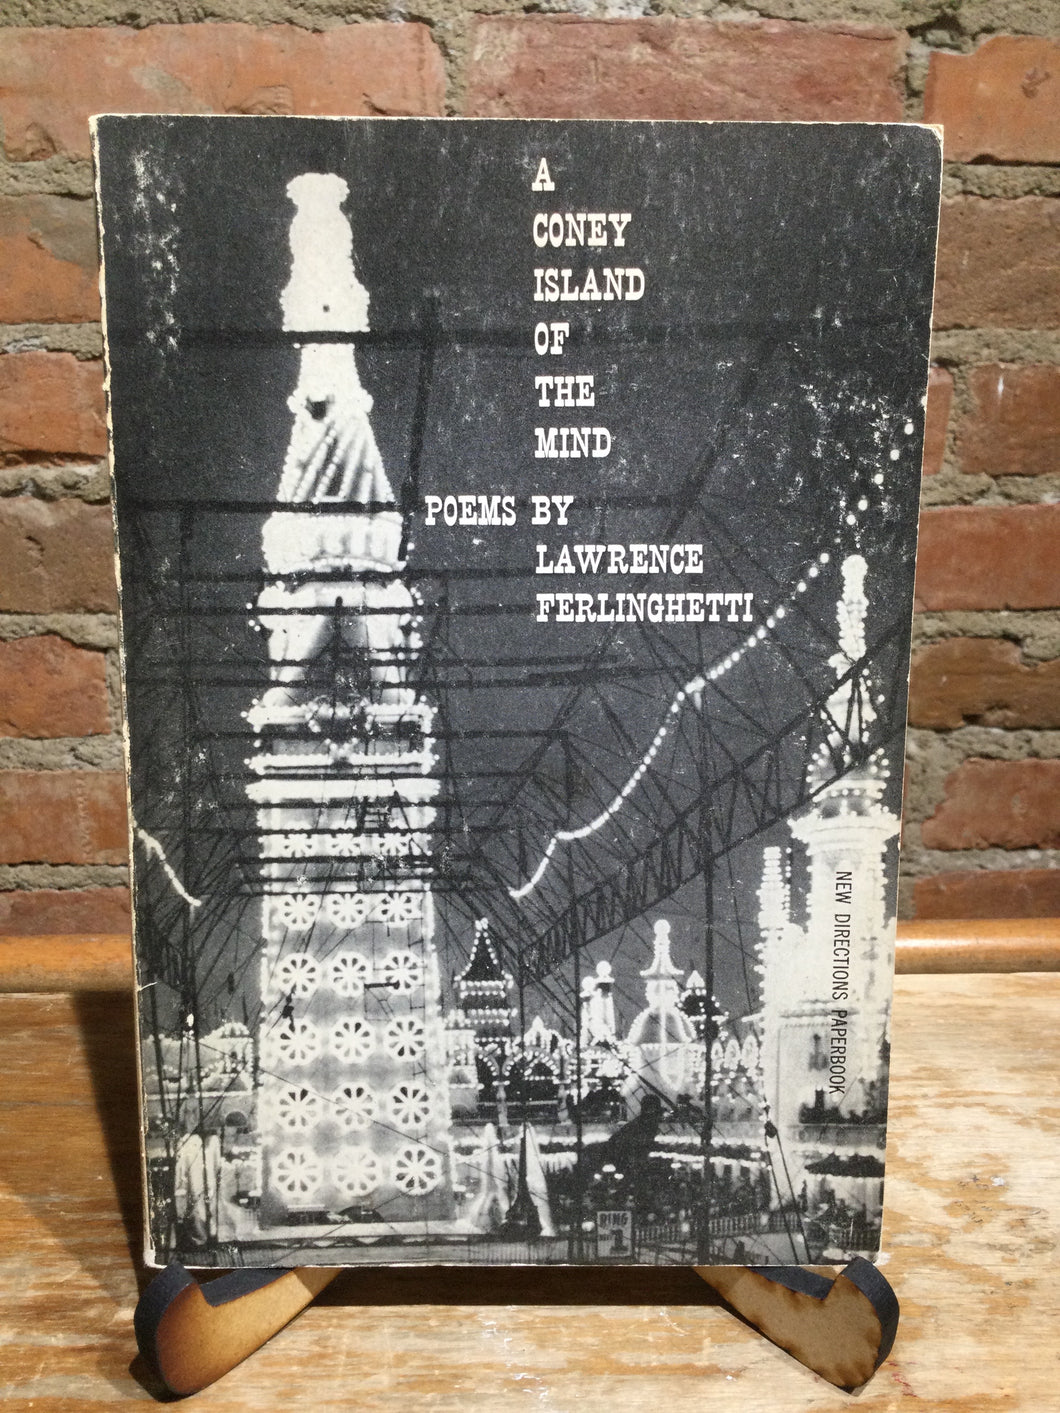 A
CONEY
ISLAND
OF
THE
MIND
POEMS BY
LAWRENCE
FERLINGHETTI
NEW DIRECTIONS PAPERBOOK
RING
1